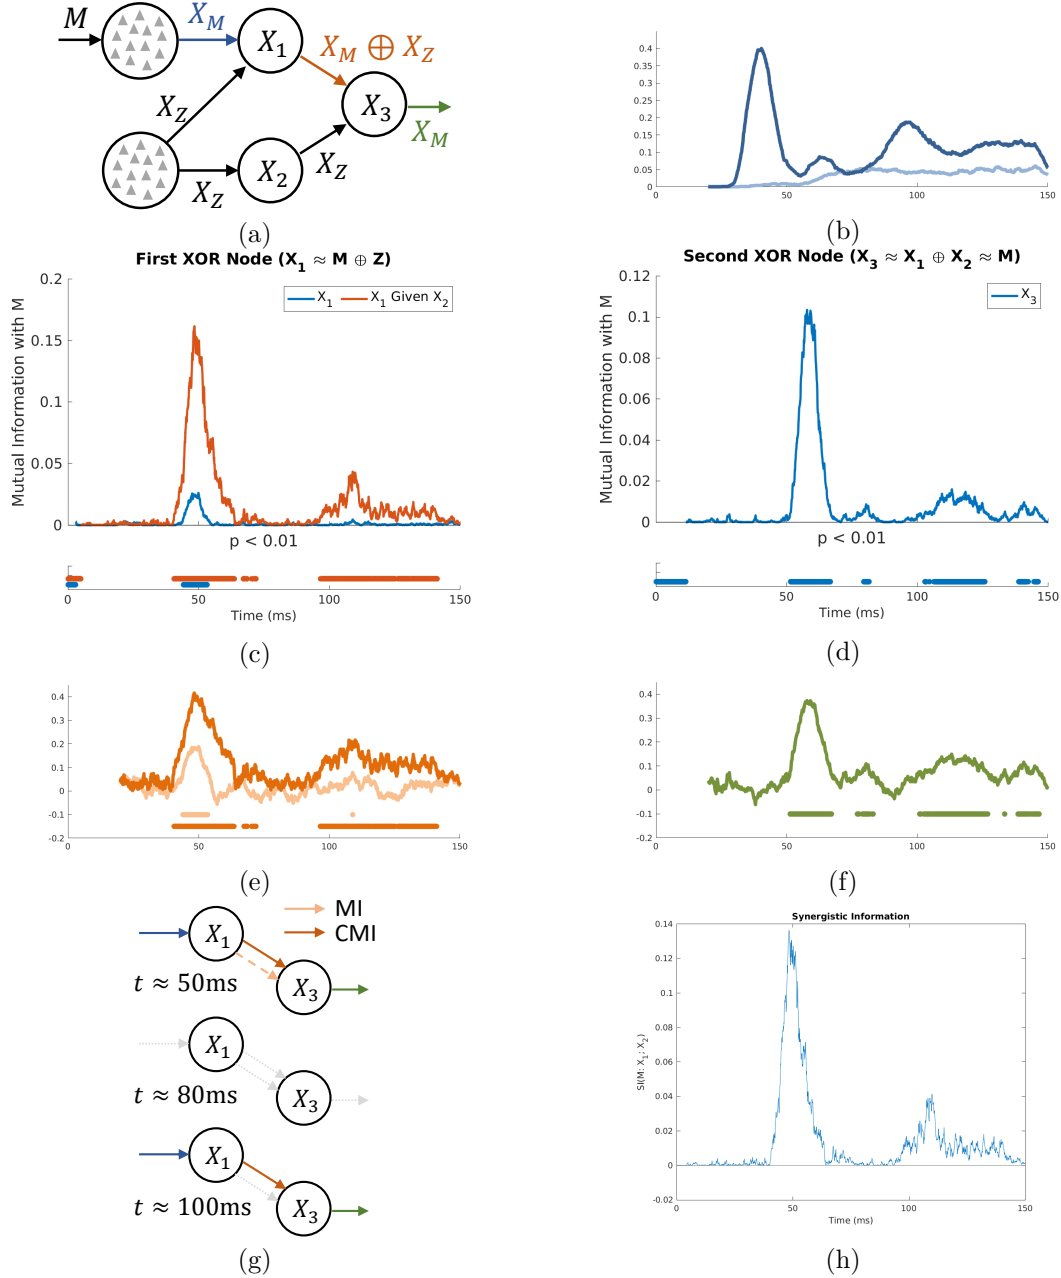 M
X_M
X_1
X_M ⊕ X_Z
X_Z
X_3
X_M
X_2
X_Z
X_Z
(a)
0.4
0.35
0.3
0.25
0.2
0.15
0.1
0.05
0
0 50 100 150
(b)
First XOR Node (X_1 ≈ M ⊕ Z)
0.2
0.15
0.1
0.05
0
Mutual Information with M
X_1 X_1 Given X_2
p < 0.01
0 50 100 150
Time (ms)
(c)
Second XOR Node (X_3 ≈ X_1 ⊕ X_2 ≈ M)
0.12
0.1
0.08
0.06
0.04
0.02
0
Mutual Information with M
X_3
p < 0.01
0 50 100 150
Time (ms)
(d)
0.4
0.3
0.2
0.1
0
-0.1
-0.2
0 50 100 150
(e)
0.4
0.3
0.2
0.1
0
-0.1
-0.2
0 50 100 150
(f)
X_1
MI
CMI
t ≈ 50ms
X_3
X_1
t ≈ 80ms
X_3
X_1
t ≈ 100ms
X_3
(g)
Synergistic Information
0.14
0.12
0.1
0.08
0.06
0.04
0.02
0
-0.02
SI(M: X_1; X_2)
0 50 100 150
Time (ms)
(h)